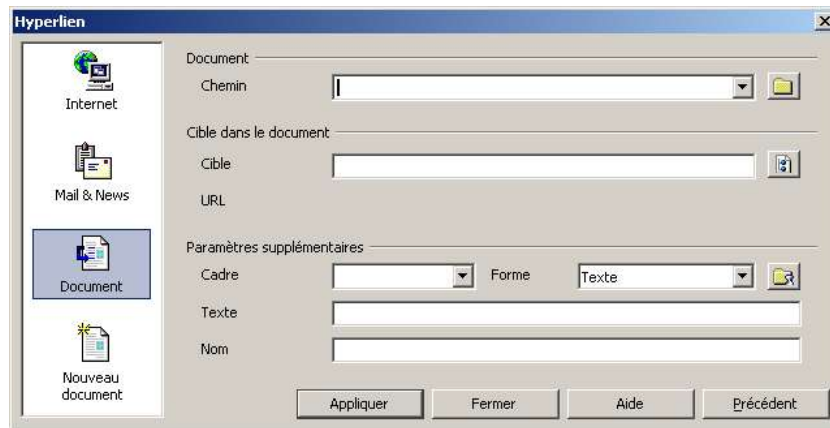 Hyperlien
Internet
Mail & News
Document
Nouveau
document
Document
Chemin
Cible dans le document
Cible
URL
Paramètres supplémentaires
Cadre
Forme
Texte
Texte
Nom
Appliquer
Fermer
Aide
Précédent